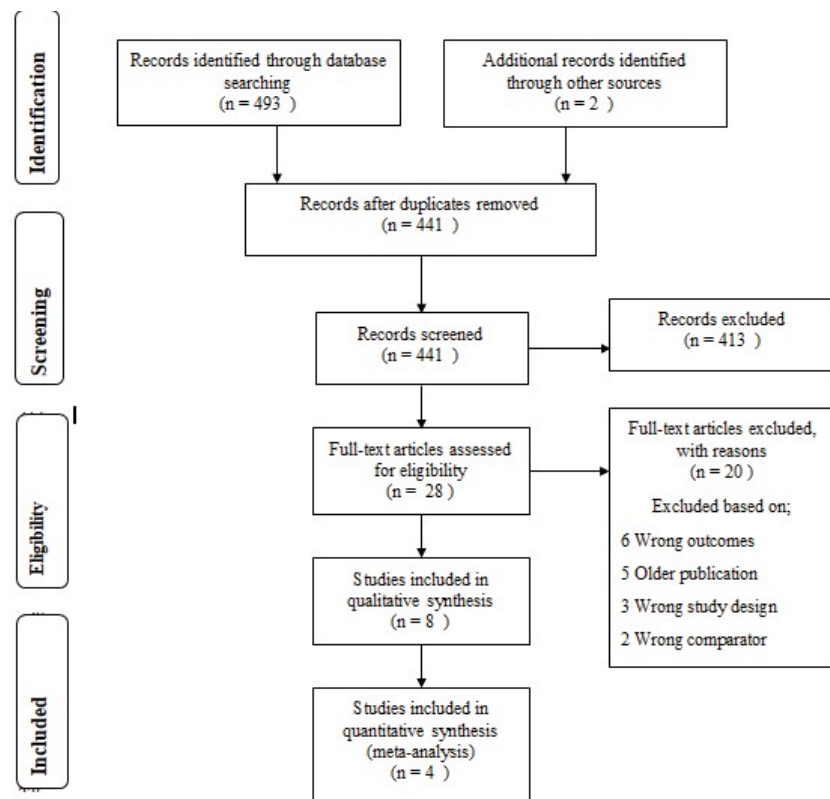 Identification
Records identified through database
searching
(n = 493 )
Additional records identified
through other sources
(n = 2 )
Records after duplicates removed
(n = 441 )
Screening
Records screened
(n = 441 )
Records excluded
(n = 413 )
Eligibility
Full-text articles assessed
for eligibility
(n = 28 )
Full-text articles excluded,
with reasons
(n = 20 )
Excluded based on;
6 Wrong outcomes
5 Older publication
3 Wrong study design
2 Wrong comparator
Studies included in
qualitative synthesis
(n = 8 )
Included
Studies included in
quantitative synthesis
(meta-analysis)
(n = 4 )